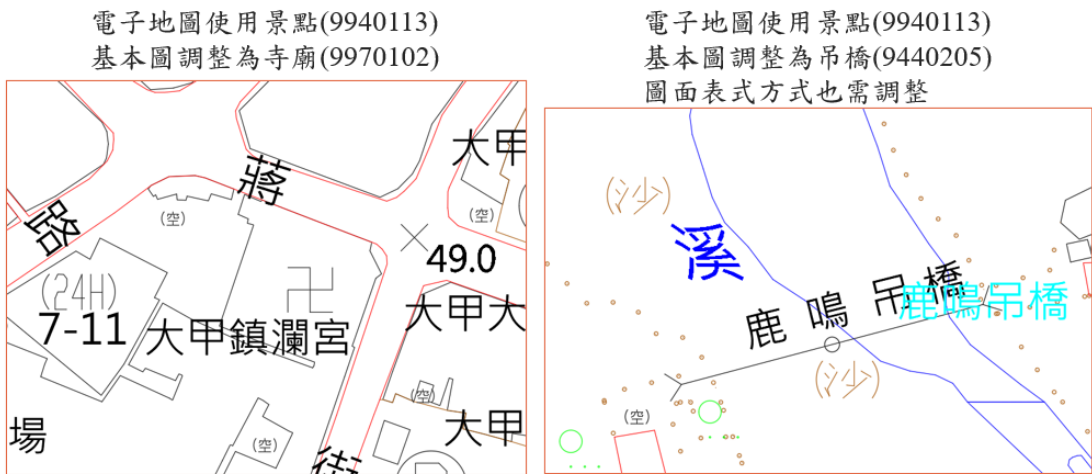 電子地圖使用景點(9940113)
基本圖調整為寺廟(9970102)
電子地圖使用景點(9940113)
基本圖調整為吊橋(9440205)
圖面表式方式也需調整
蔣
大甲
(空)
(空)
路
49.0
(24H)
卍
7-11
大甲鎮瀾宮
大甲大
(空)
場
(空)
大甲
街
(沙)
溪
鹿鳴吊橋
鹿鳴吊橋
(沙)
(空)